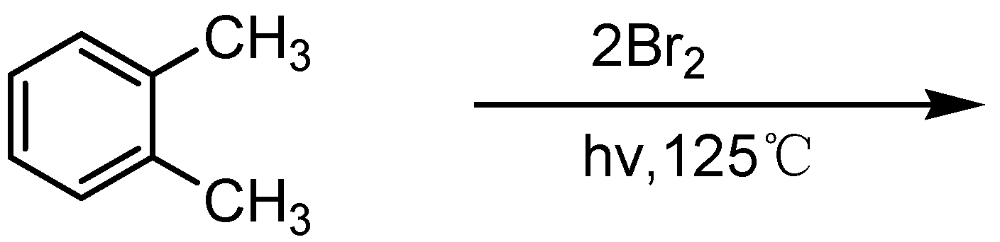 CH₃
2Br₂
hv,125℃
CH₃